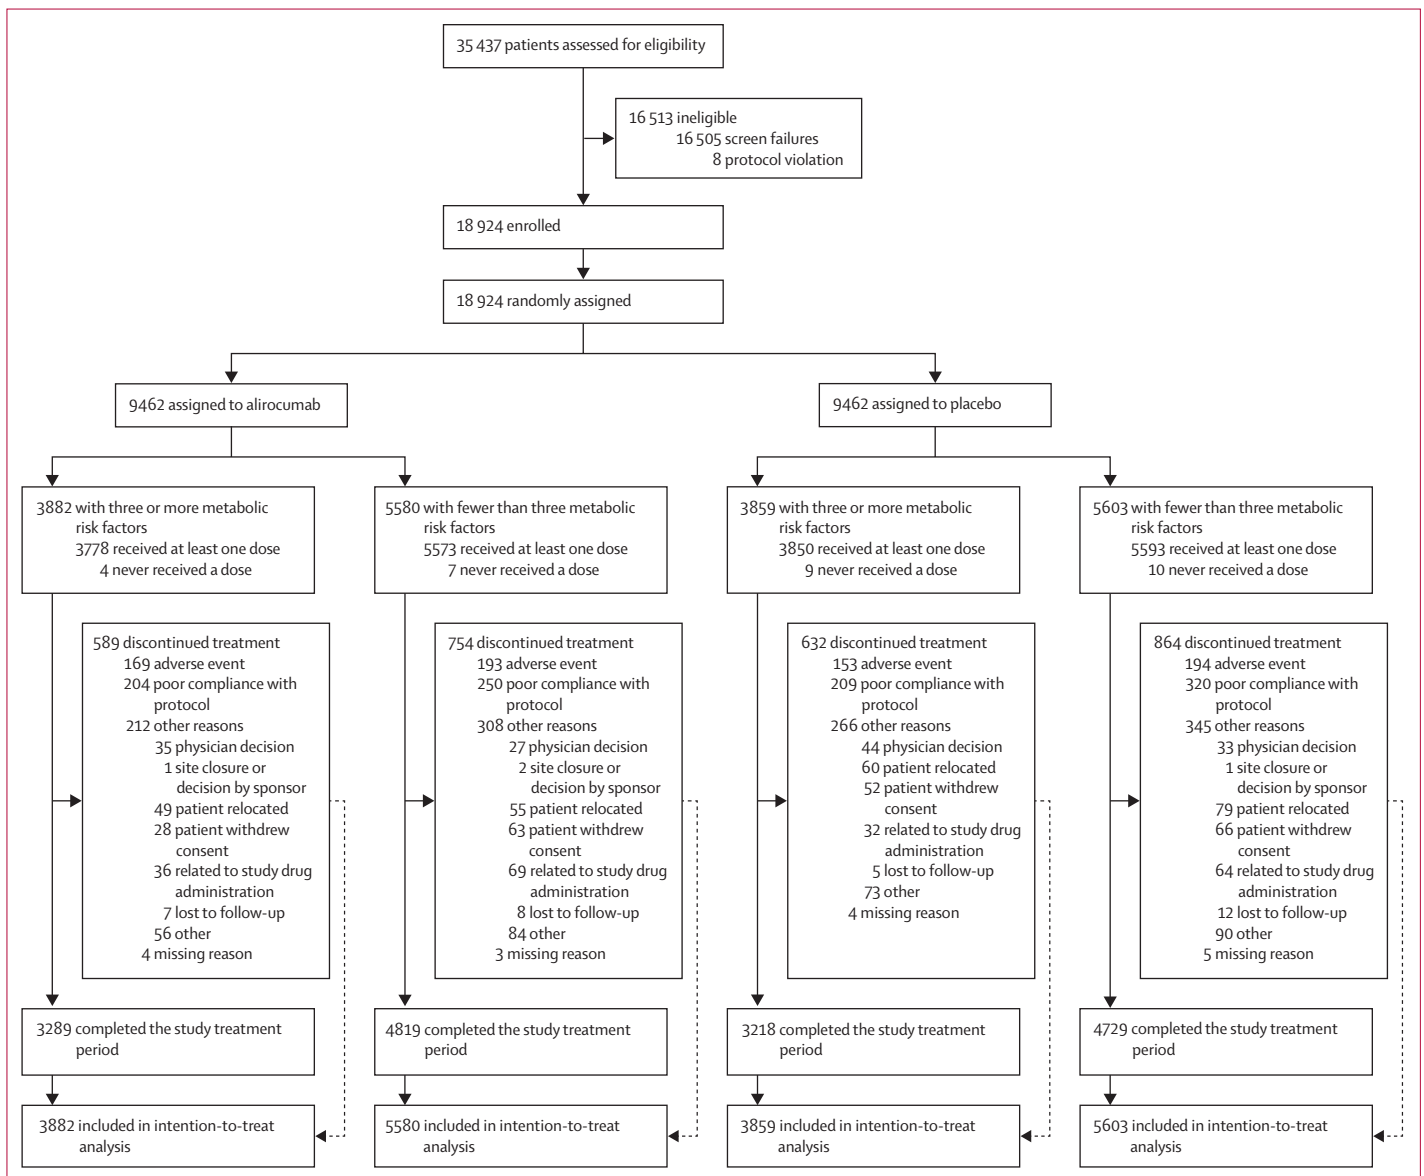 35 437 patients assessed for eligibility
16 513 ineligible
16 505 screen failures
8 protocol violation
18 924 enrolled
18 924 randomly assigned
9462 assigned to alirocumab
9462 assigned to placebo
3882 with three or more metabolic
risk factors
3778 received at least one dose
4 never received a dose
5580 with fewer than three metabolic
risk factors
5573 received at least one dose
7 never received a dose
3859 with three or more metabolic
risk factors
3850 received at least one dose
9 never received a dose
5603 with fewer than three metabolic
risk factors
5593 received at least one dose
10 never received a dose
589 discontinued treatment
169 adverse event
204 poor compliance with
protocol
212 other reasons
35 physician decision
1 site closure or
decision by sponsor
49 patient relocated
28 patient withdrew
consent
36 related to study drug
administration
7 lost to follow-up
56 other
4 missing reason
754 discontinued treatment
193 adverse event
250 poor compliance with
protocol
308 other reasons
27 physician decision
2 site closure or
decision by sponsor
55 patient relocated
63 patient withdrew
consent
69 related to study drug
administration
8 lost to follow-up
84 other
3 missing reason
632 discontinued treatment
153 adverse event
209 poor compliance with
protocol
266 other reasons
44 physician decision
60 patient relocated
52 patient withdrew
consent
32 related to study drug
administration
5 lost to follow-up
73 other
4 missing reason
864 discontinued treatment
194 adverse event
320 poor compliance with
protocol
345 other reasons
33 physician decision
1 site closure or
decision by sponsor
79 patient relocated
66 patient withdrew
consent
64 related to study drug
administration
12 lost to follow-up
90 other
5 missing reason
3289 completed the study treatment
period
4819 completed the study treatment
period
3218 completed the study treatment
period
4729 completed the study treatment
period
3882 included in intention-to-treat
analysis
5580 included in intention-to-treat
analysis
3859 included in intention-to-treat
analysis
5603 included in intention-to-treat
analysis